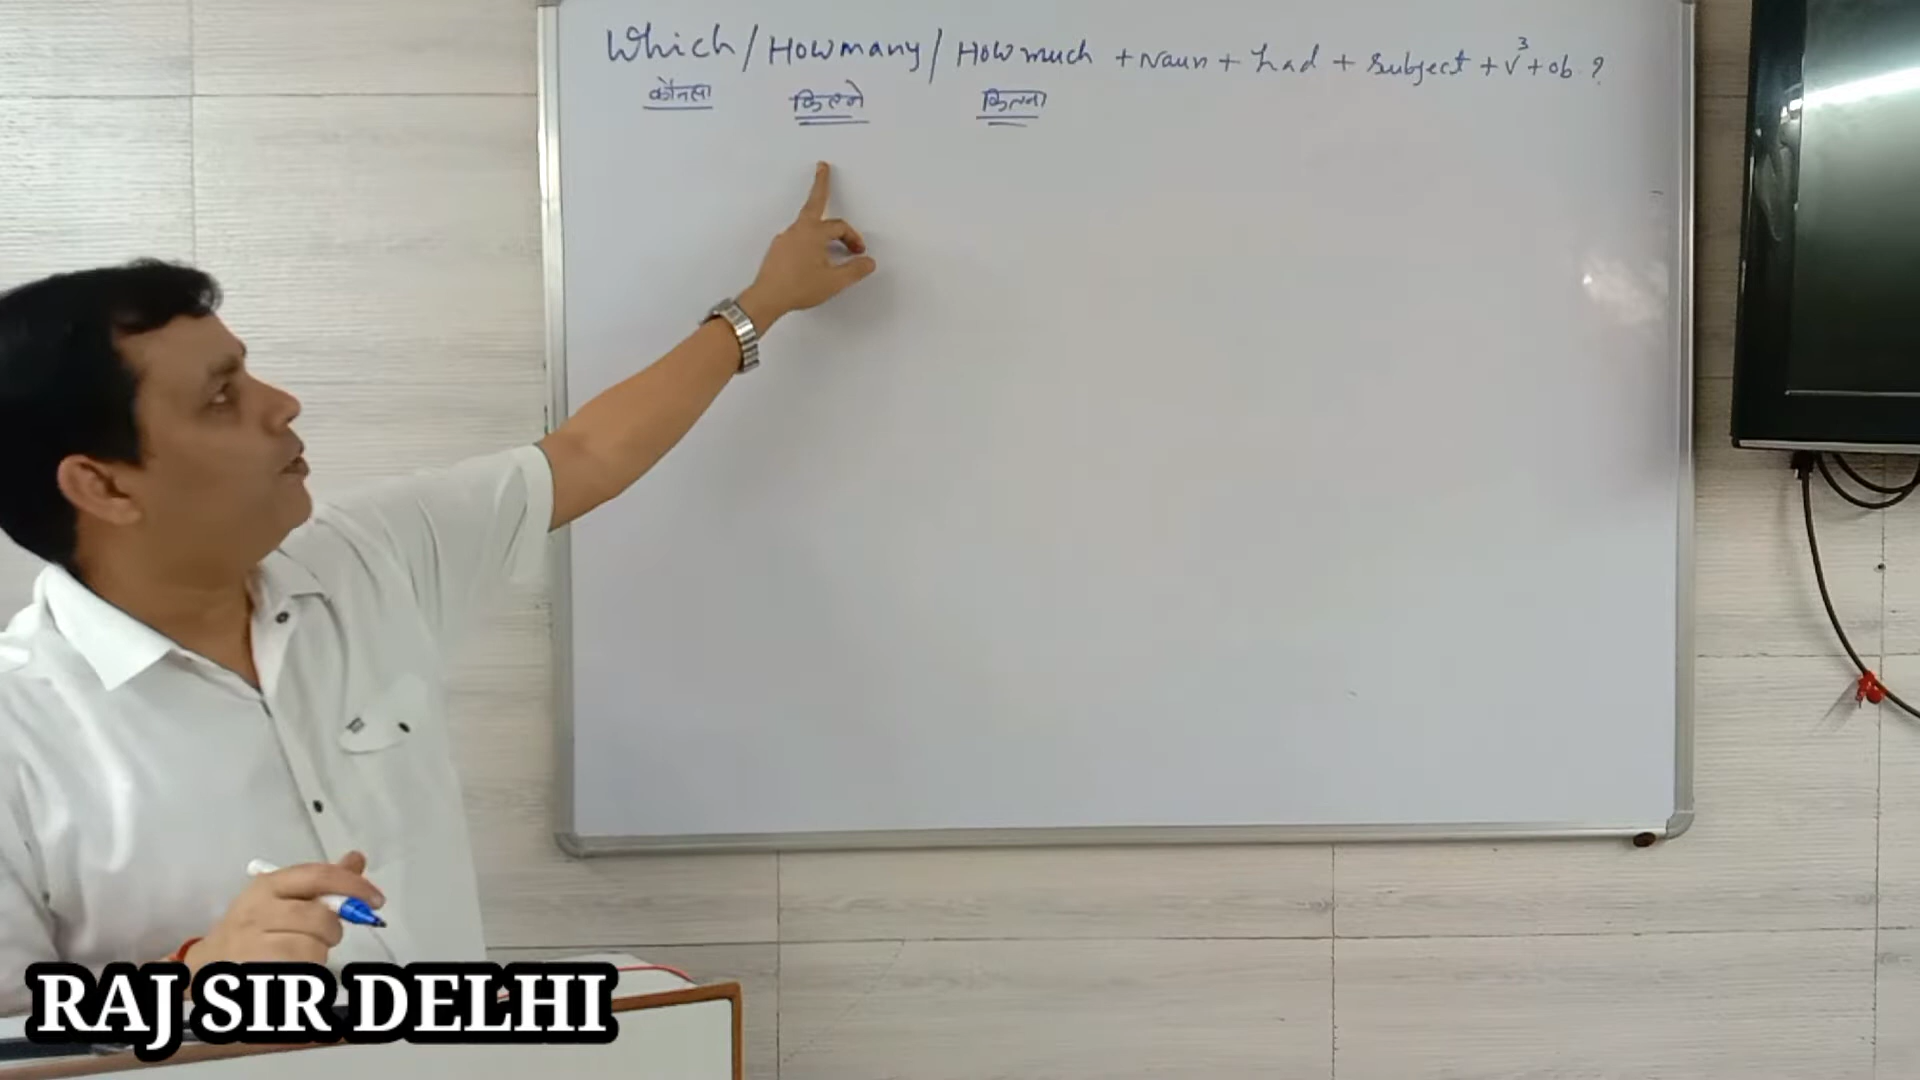 Which / How many / How much + Noun + had + Subject + V³ + ob ?
कौनसा कितने कितना
RAJ SIR DELHI